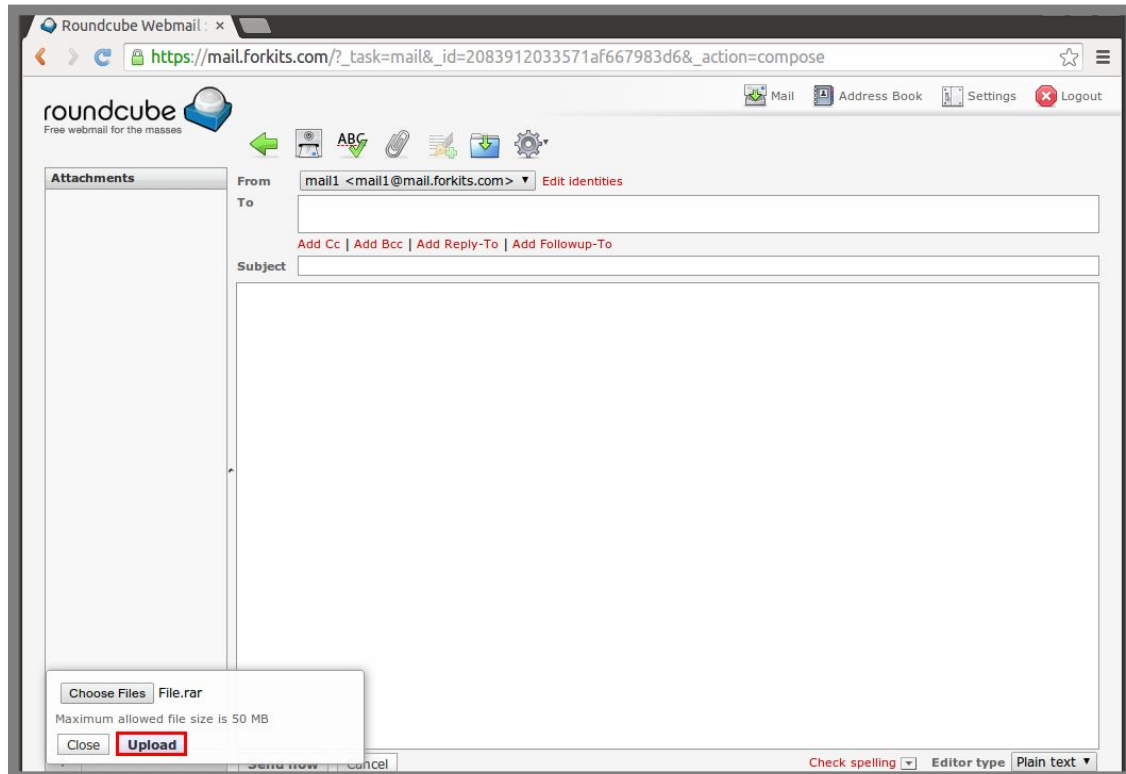 Roundcube Webmail :
https://mail.forkits.com/?_task=mail&_id=2083912033571af667983d6&_action=compose
Mail Address Book Settings Logout
roundcube
Free webmail for the masses
ABC
Attachments
From mail1 <mail1@mail.forkits.com> Edit identities
To
Add Cc | Add Bcc | Add Reply-To | Add Followup-To
Subject
Choose Files File.rar
Maximum allowed file size is 50 MB
Close Upload
Send now Cancel
Check spelling Editor type Plain text